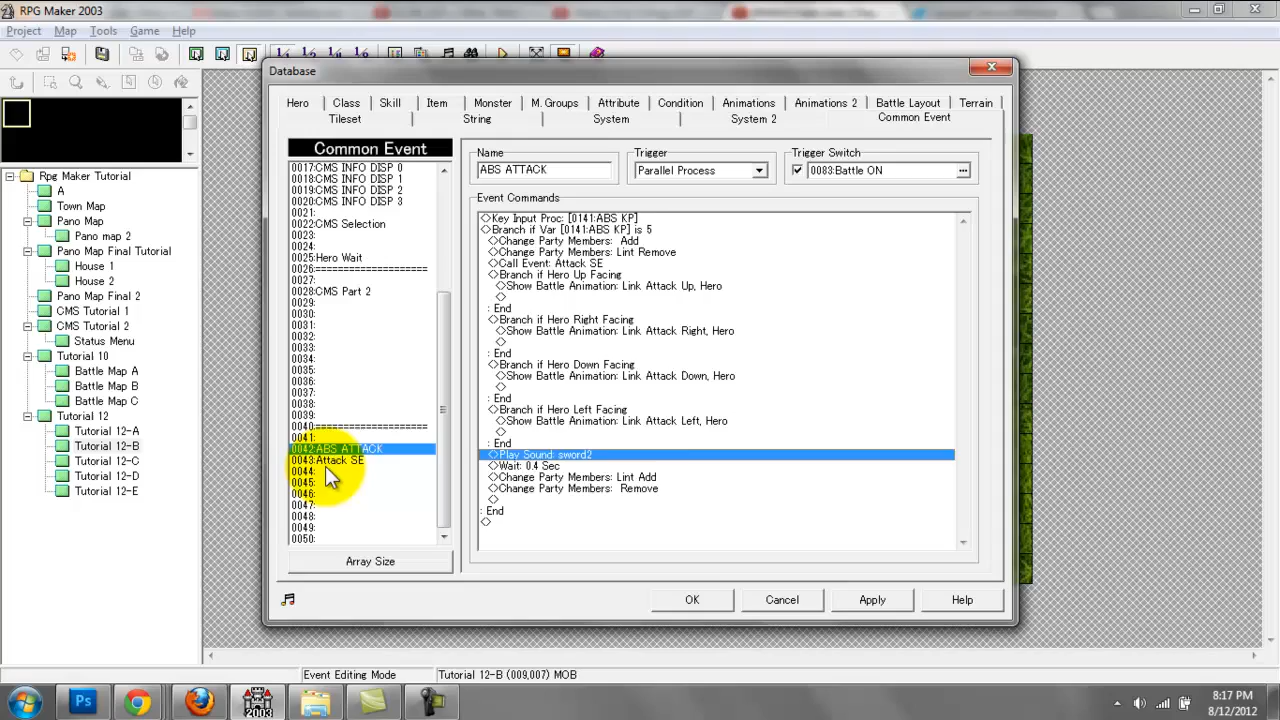 RPG Maker 2003
Project Map Tools Game Help
Database
Hero Class Skill Item Monster M. Groups Attribute Condition Animations Animations 2 Battle Layout Terrain
Tileset String System System 2 Common Event
Common Event
0017:CMS INFO DISP 0
0018:CMS INFO DISP 1
0019:CMS INFO DISP 2
0020:CMS INFO DISP 3
0021:
0022:CMS Selection
0023:
0024:
0025:Hero Wait
0026:====================
0027:
0028:CMS Part 2
0029:
0030:
0031:
0032:
0033:
0034:
0035:
0036:
0037:
0038:
0039:
0040:====================
0041:
0042:ABS ATTACK
0043:Attack SE
0044:
0045:
0046:
0047:
0048:
0049:
0050:
Array Size
Name
ABS ATTACK
Trigger
Parallel Process
Trigger Switch
0083:Battle ON
Event Commands
◇Key Input Proc: [0141:ABS KP]
◇Branch if Var [0141:ABS KP] is 5
◇Change Party Members: Add
◇Change Party Members: Lint Remove
◇Call Event: Attack SE
◇Branch if Hero Up Facing
◇Show Battle Animation: Link Attack Up, Hero
◇
: End
◇Branch if Hero Right Facing
◇Show Battle Animation: Link Attack Right, Hero
◇
: End
◇Branch if Hero Down Facing
◇Show Battle Animation: Link Attack Down, Hero
◇
: End
◇Branch if Hero Left Facing
◇Show Battle Animation: Link Attack Left, Hero
◇
: End
◇Play Sound: sword2
◇Wait: 0.4 Sec
◇Change Party Members: Lint Add
◇Change Party Members: Remove
◇
: End
◇
OK Cancel Apply Help
Rpg Maker Tutorial
A
Town Map
Pano Map
Pano map 2
Pano Map Final Tutorial
House 1
House 2
Pano Map Final 2
CMS Tutorial 1
CMS Tutorial 2
Status Menu
Tutorial 10
Battle Map A
Battle Map B
Battle Map C
Tutorial 12
Tutorial 12-A
Tutorial 12-B
Tutorial 12-C
Tutorial 12-D
Tutorial 12-E
Event Editing Mode Tutorial 12-B (009,007) MOB
Ps
2003
8:17 PM
8/12/2012